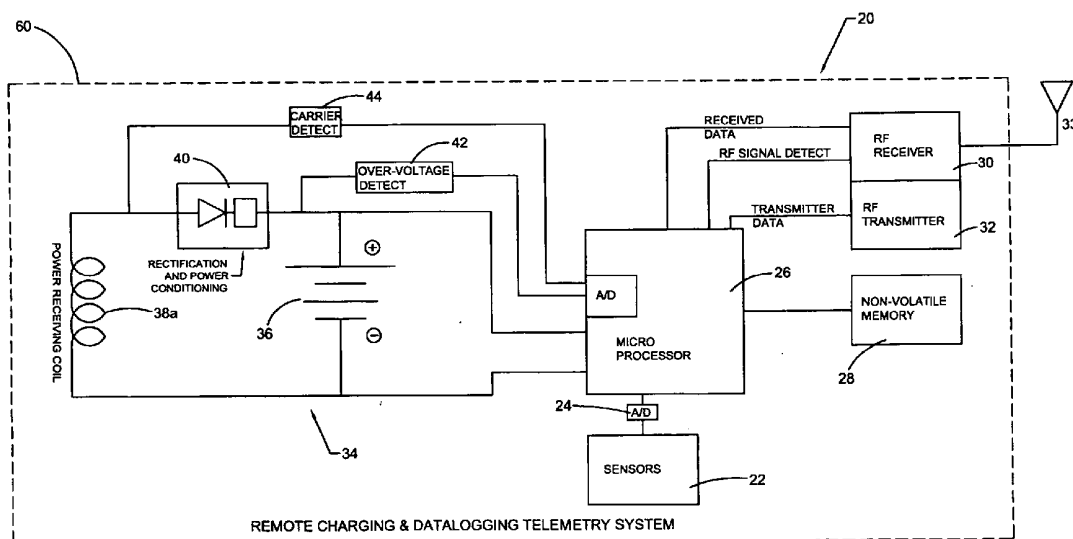 60
20
44
CARRIER
DETECT
42
OVER-VOLTAGE
DETECT
40
RECEIVED
DATA
RF SIGNAL DETECT
TRANSMITTER
DATA
RF
RECEIVER
30
33
RF
TRANSMITTER
32
RECTIFICATION
AND POWER
CONDITIONING
POWER RECEIVING COIL
38a
+
36
−
A/D
26
MICRO
PROCESSOR
NON-VOLATILE
MEMORY
28
24
A/D
34
SENSORS
22
REMOTE CHARGING & DATALOGGING TELEMETRY SYSTEM